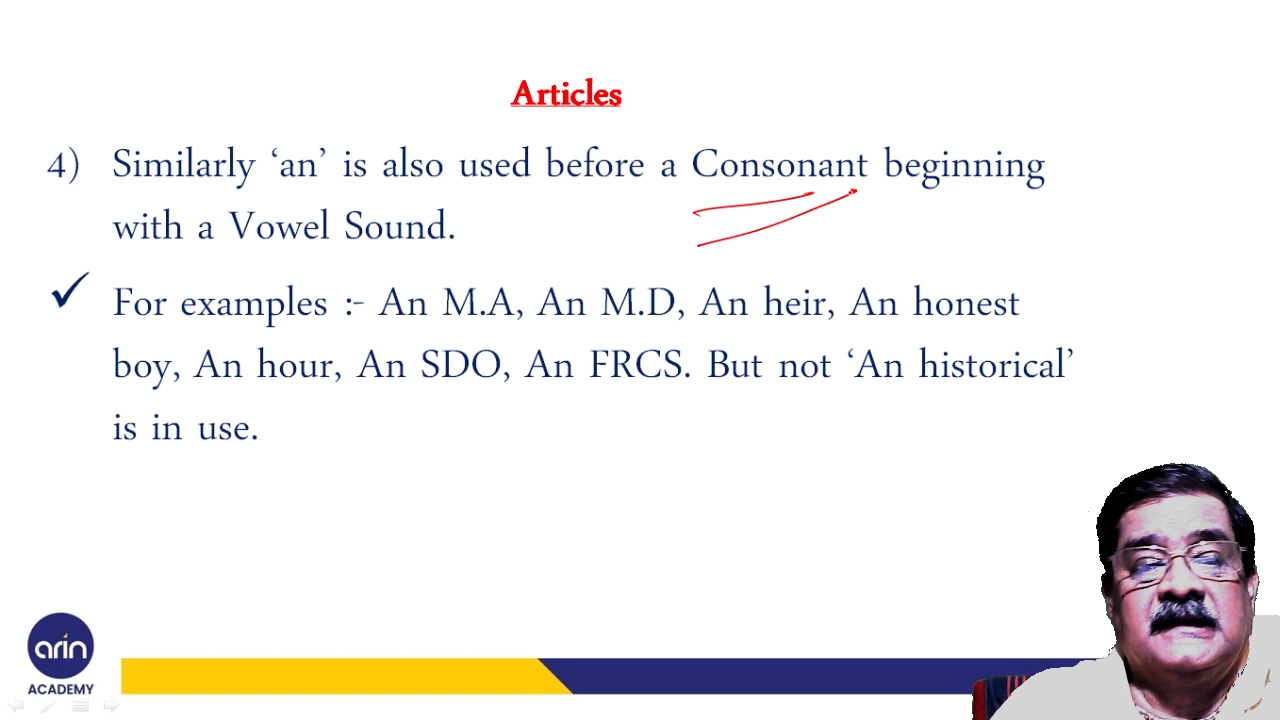 Articles
4) Similarly ‘an’ is also used before a Consonant beginning
with a Vowel Sound.
✓ For examples :- An M.A, An M.D, An heir, An honest
boy, An hour, An SDO, An FRCS. But not ‘An historical’
is in use.
arin
ACADEMY